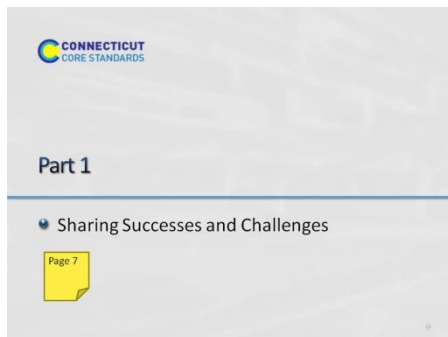 CONNECTICUT
CORE STANDARDS
Part 1
Sharing Successes and Challenges
Page 7
9